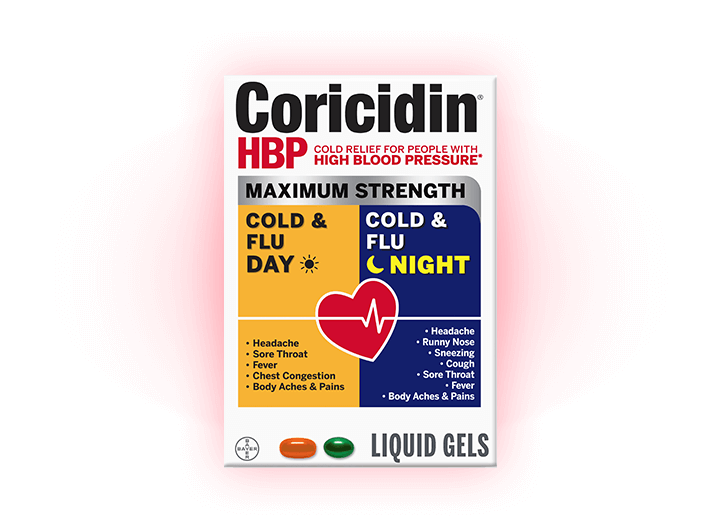 Coricidin®
HBP COLD RELIEF FOR PEOPLE WITH
HIGH BLOOD PRESSURE*
MAXIMUM STRENGTH
COLD &
FLU
DAY
• Headache
• Sore Throat
• Fever
• Chest Congestion
• Body Aches & Pains
COLD &
FLU
NIGHT
• Headache
• Runny Nose
• Sneezing
• Cough
• Sore Throat
• Fever
• Body Aches & Pains
BAYER
LIQUID GELS